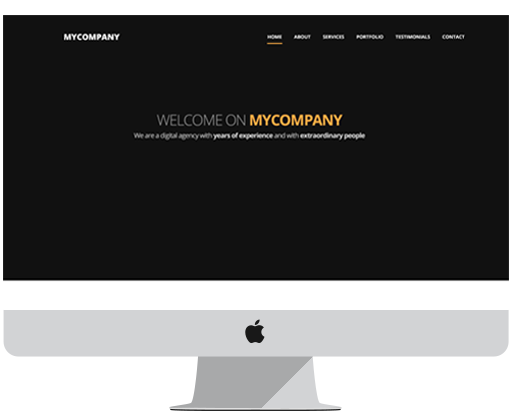 MYCOMPANY
HOME ABOUT SERVICES PORTFOLIO TESTIMONIALS CONTACT
WELCOME ON MYCOMPANY
We are a digital agency with years of experience and with extraordinary people